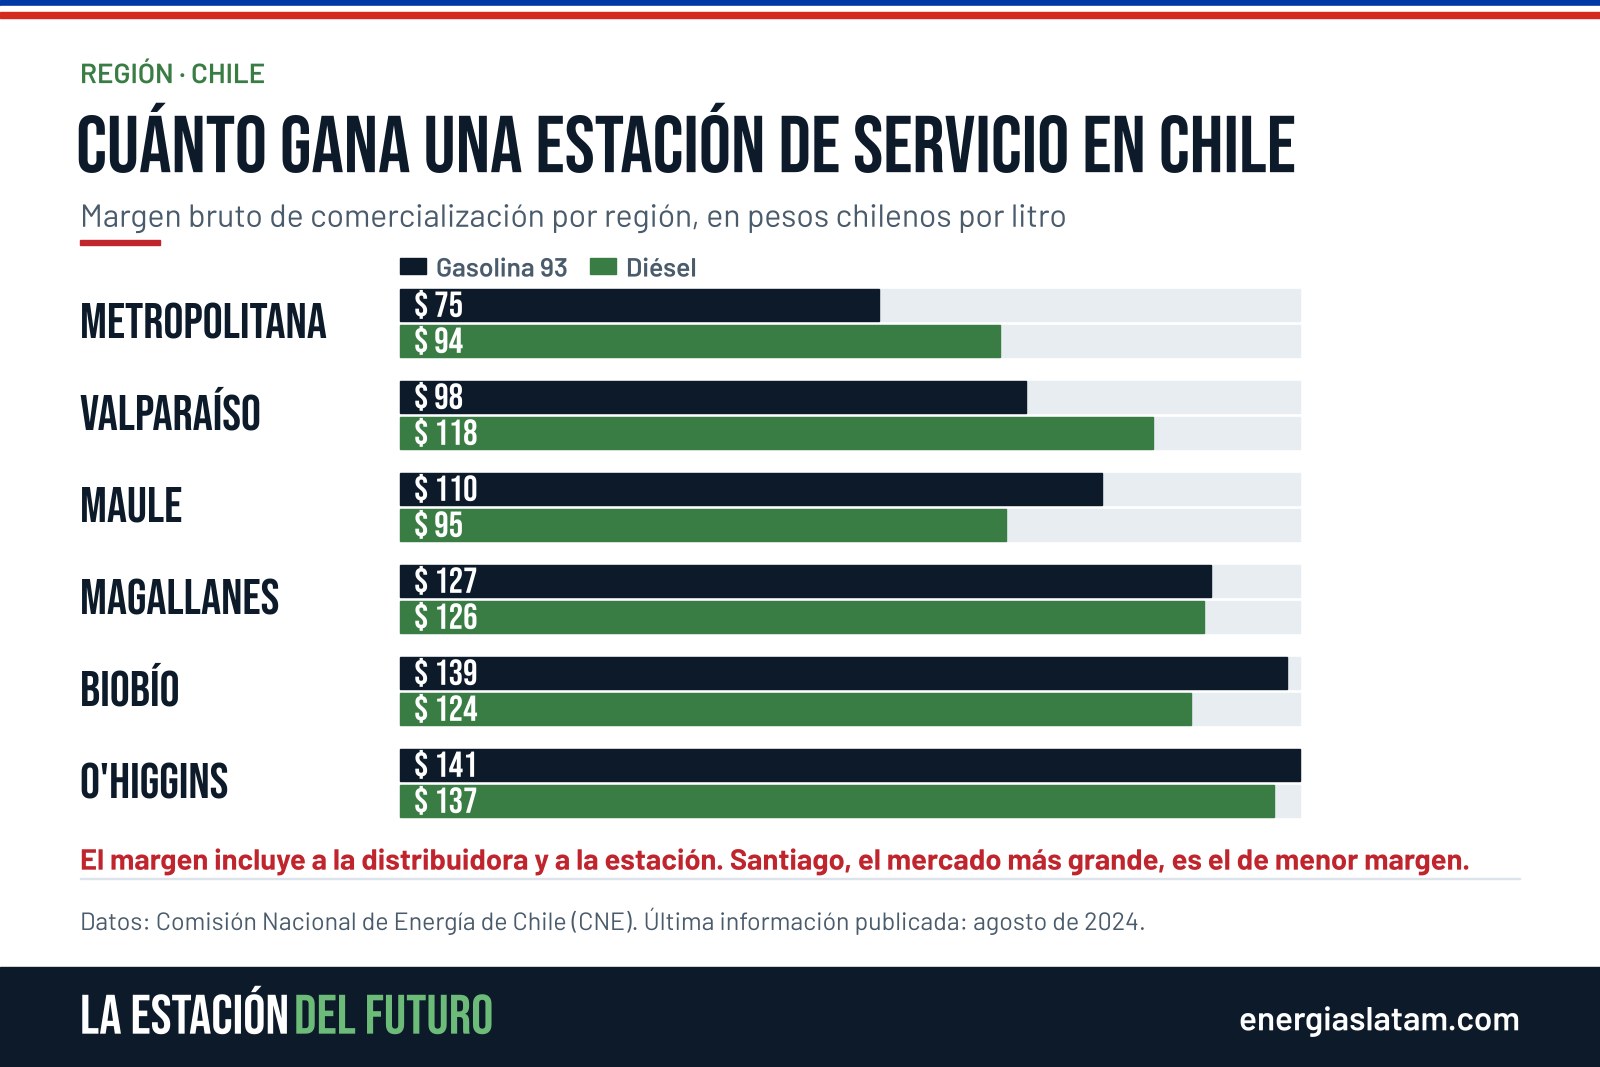 REGIÓN · CHILE
CUÁNTO GANA UNA ESTACIÓN DE SERVICIO EN CHILE
Margen bruto de comercialización por región, en pesos chilenos por litro
Gasolina 93 Diésel
METROPOLITANA
$ 75
$ 94
VALPARAÍSO
$ 98
$ 118
MAULE
$ 110
$ 95
MAGALLANES
$ 127
$ 126
BIOBÍO
$ 139
$ 124
O'HIGGINS
$ 141
$ 137
El margen incluye a la distribuidora y a la estación. Santiago, el mercado más grande, es el de menor margen.
Datos: Comisión Nacional de Energía de Chile (CNE). Última información publicada: agosto de 2024.
LA ESTACIÓN DEL FUTURO
energiaslatam.com